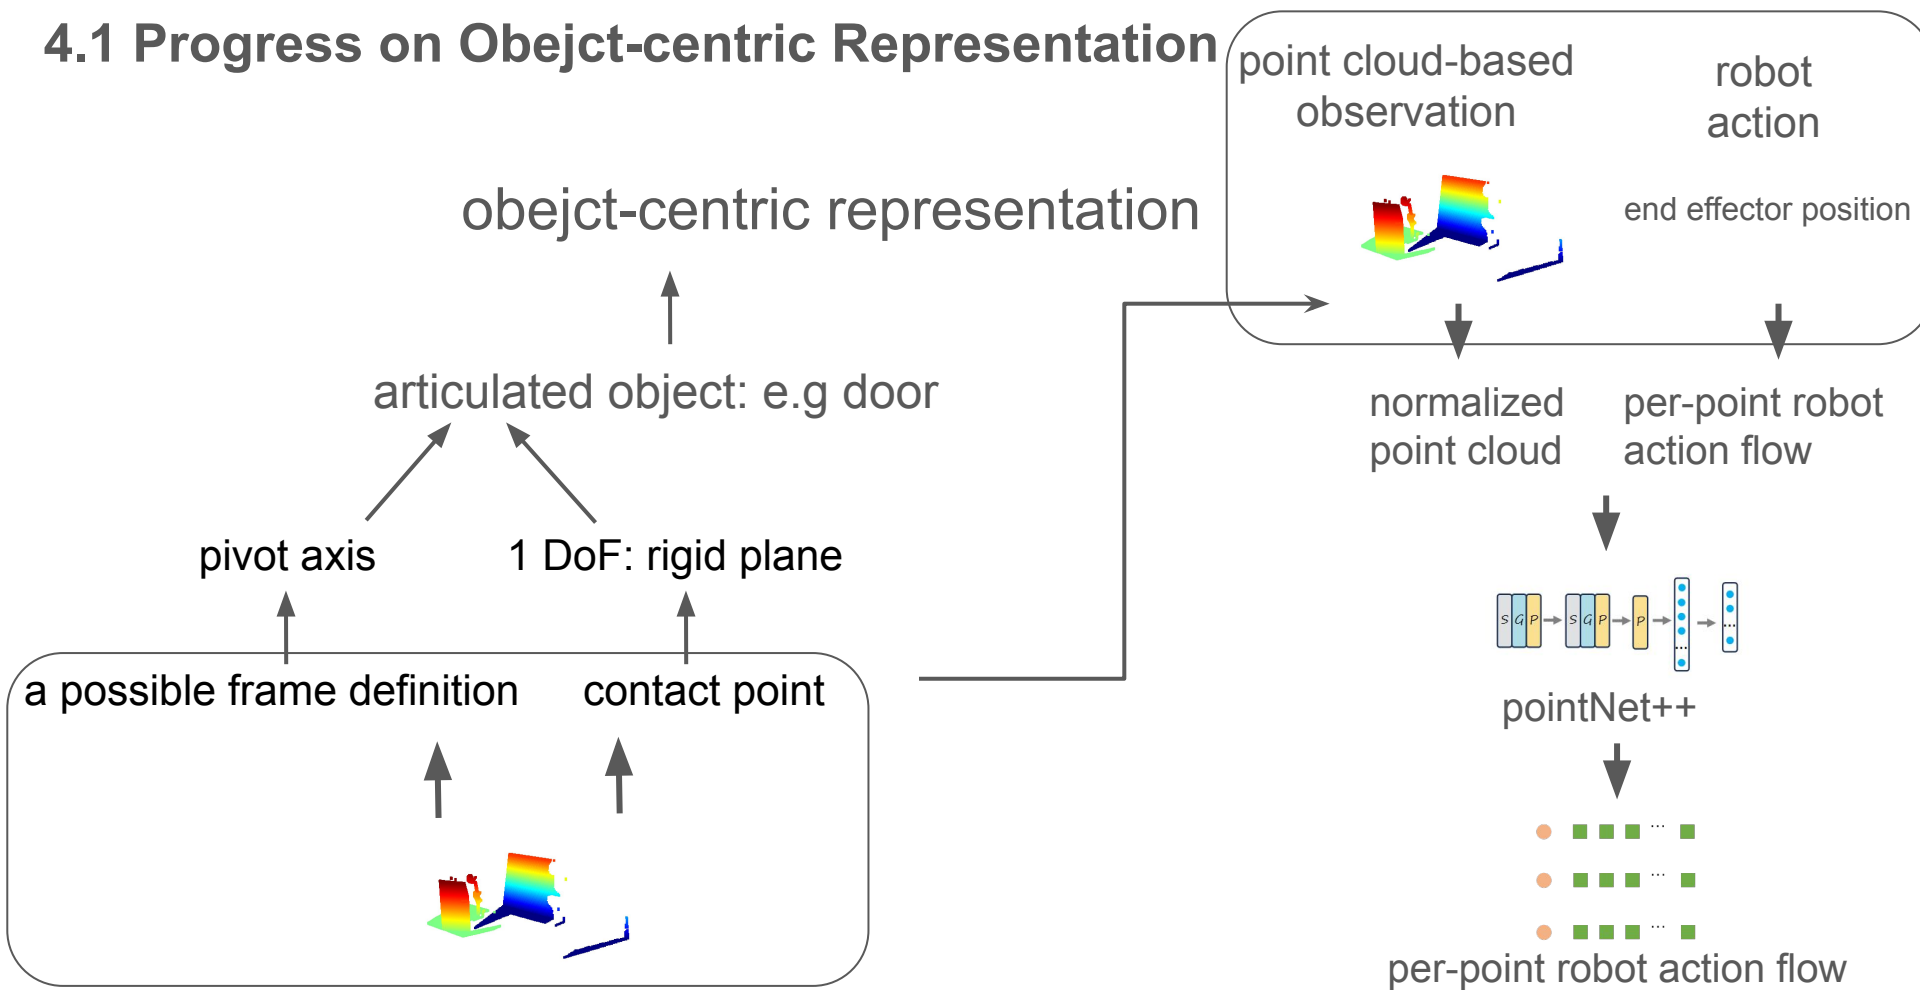 4.1 Progress on Obejct-centric Representation
point cloud-based
observation
robot
action
end effector position
obejct-centric representation
articulated object: e.g door
pivot axis
1 DoF: rigid plane
a possible frame definition
contact point
normalized
point cloud
per-point robot
action flow
S G P
S G P
P
...
...
pointNet++
...
...
...
per-point robot action flow